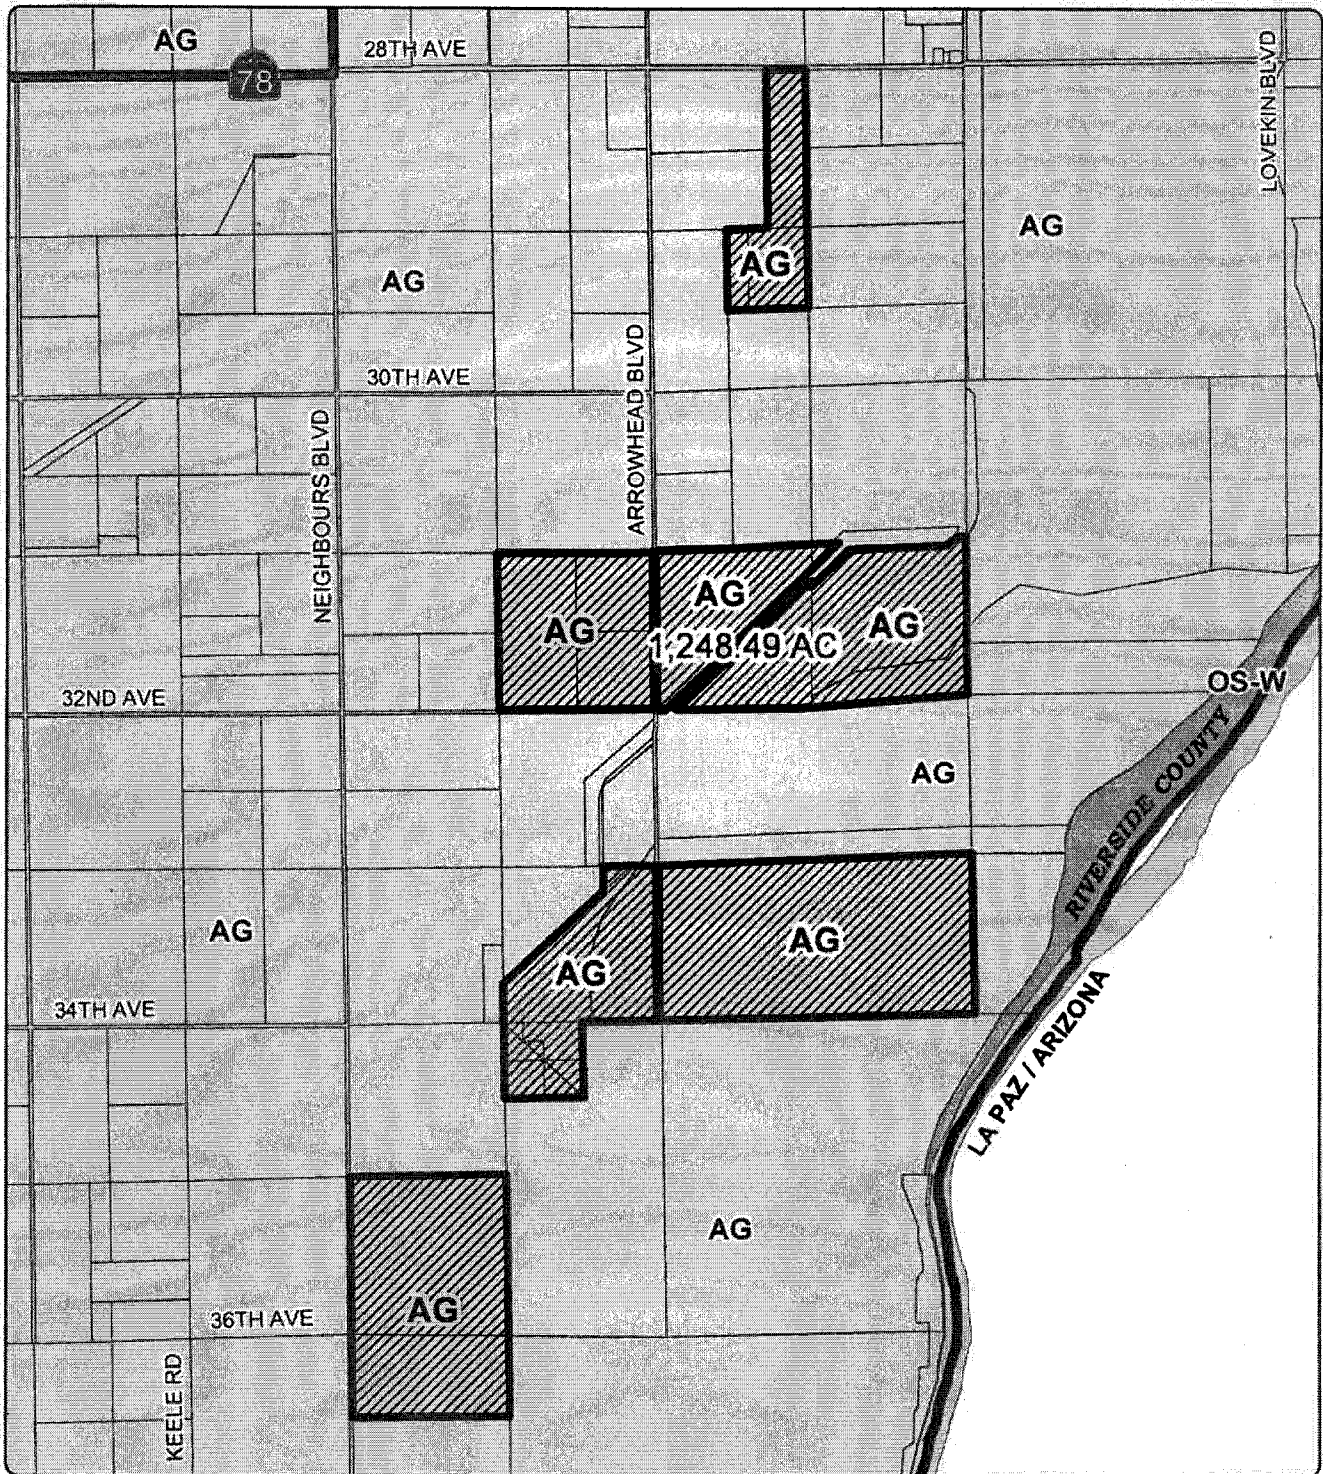 AG
28TH AVE
78
LOVEKIN BLVD
AG
AG
AG
30TH AVE
ARROWHEAD BLVD
NEIGHBOURS BLVD
AG
AG
AG
1,248.49 AC
32ND AVE
OS-W
RIVERSIDE COUNTY
AG
AG
AG
AG
34TH AVE
LA PAZ / ARIZONA
AG
AG
36TH AVE
KEELE RD